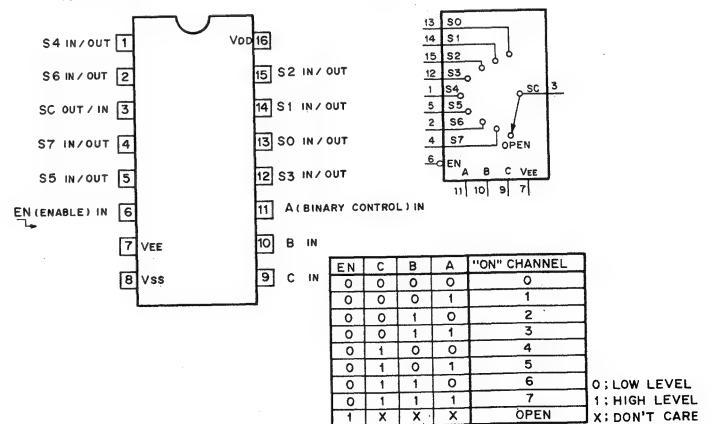 S4 IN/OUT 1
S6 IN/OUT 2
SC OUT/IN 3
S7 IN/OUT 4
S5 IN/OUT 5
EN (ENABLE) IN 6
7 VEE
8 VSS
VDD 16
15 S2 IN/OUT
14 S1 IN/OUT
13 S0 IN/OUT
12 S3 IN/OUT
11 A (BINARY CONTROL) IN
10 B IN
9 C IN
13 S0
14 S1
15 S2
12 S3
1 S4
5 S5
2 S6
4 S7
SC 3
OPEN
6 EN
A B C VEE
11 10 9 7
EN C B A "ON" CHANNEL
0 0 0 0 0
0 0 0 1 1
0 0 1 0 2
0 0 1 1 3
0 1 0 0 4
0 1 0 1 5
0 1 1 0 6
0 1 1 1 7
1 X X X OPEN
0; LOW LEVEL
1; HIGH LEVEL
X; DON'T CARE